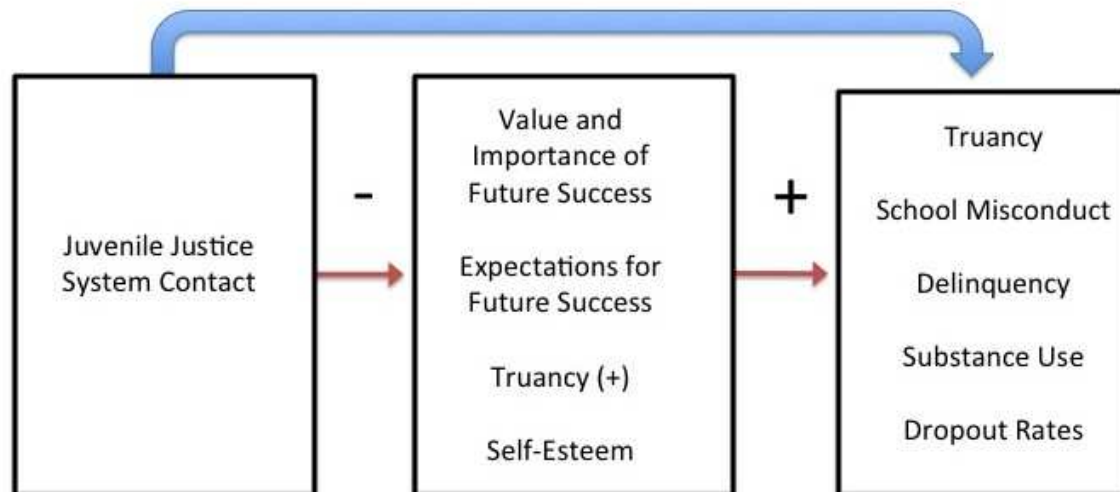 Juvenile Justice
System Contact
-
Value and
Importance of
Future Success
Expectations for
Future Success
Truancy (+)
Self-Esteem
+
Truancy
School Misconduct
Delinquency
Substance Use
Dropout Rates